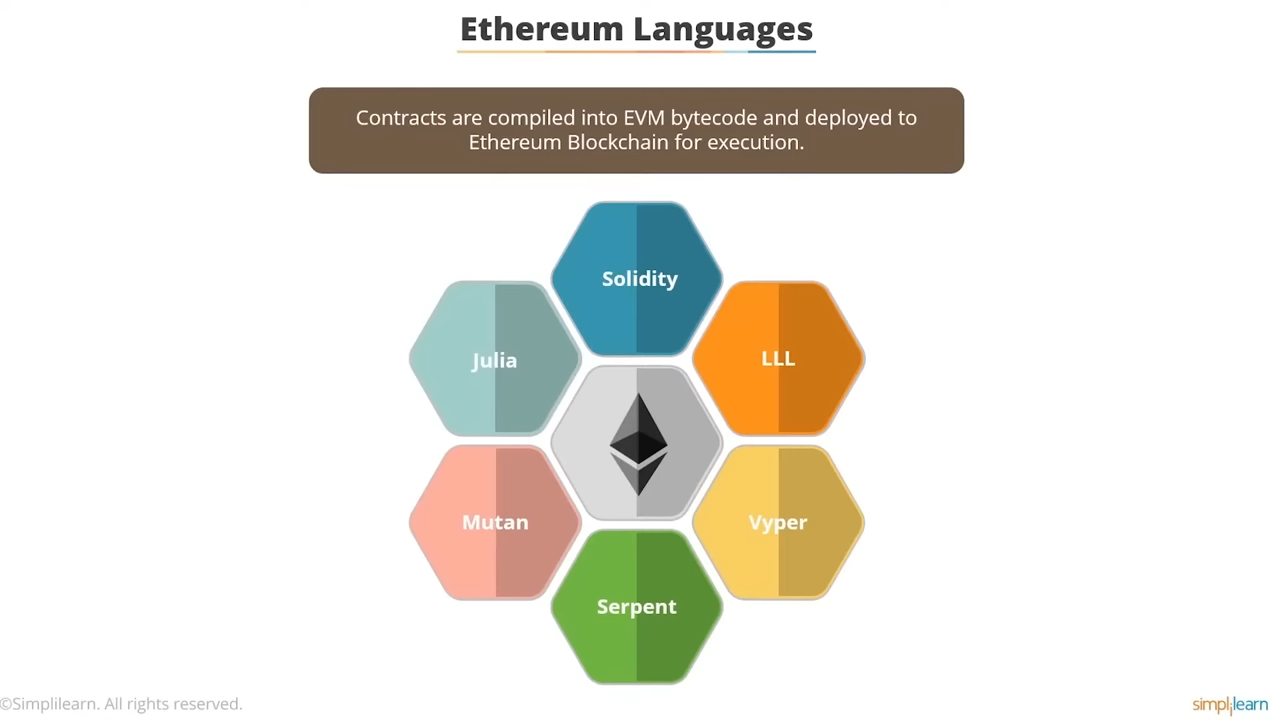 Ethereum Languages
Contracts are compiled into EVM bytecode and deployed to
Ethereum Blockchain for execution.
Solidity
Julia
LLL
Mutan
Vyper
Serpent
©Simplilearn. All rights reserved.
simplilearn